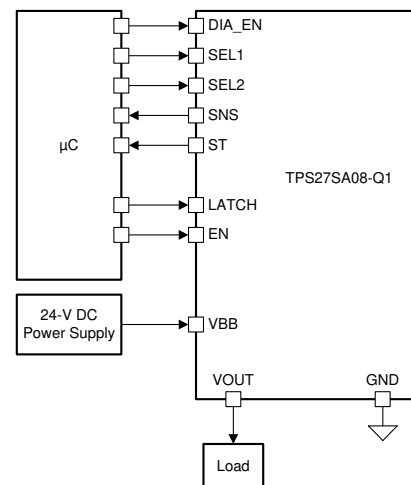 DIA_EN
SEL1
SEL2
SNS
ST
µC
TPS27SA08-Q1
LATCH
EN
24-V DC
Power Supply
VBB
VOUT
GND
Load